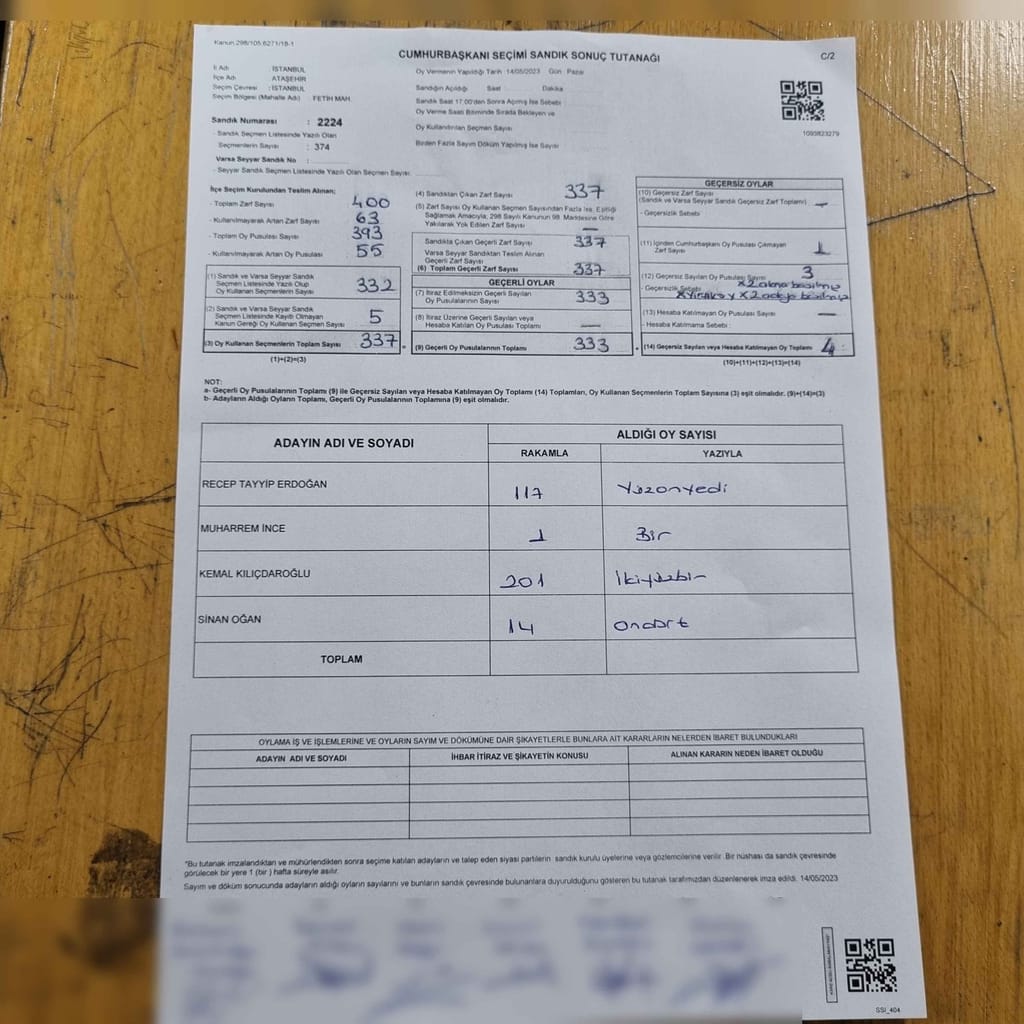 Kanun 298/105 6271/18-1
CUMHURBAŞKANI SEÇİMİ SANDIK SONUÇ TUTANAĞI
C/2
İl Adı : İSTANBUL
İlçe Adı : ATAŞEHİR
Seçim Çevresi : İSTANBUL
Seçim Bölgesi (Mahalle Adı) : FETİH MAH.
Sandık Numarası : 2224
- Sandık Seçmen Listesinde Yazılı Olan
Seçmenlerin Sayısı : 374
Varsa Seyyar Sandık No :
- Seyyar Sandık Seçmen Listesinde Yazılı Olan Seçmen Sayısı:
Oy Vermenin Yapıldığı Tarih : 14/05/2023 Gün : Pazar
Sandığın Açıldığı Saat Dakika
Sandık Saat 17:00'den Sonra Açılmış İse Sebebi
Oy Verme Saati Bitiminde Sırada Bekleyen ve
Oy Kullandırılan Seçmen Sayısı
Birden Fazla Sayım Döküm Yapılmış İse Sayısı
1093823279
İlçe Seçim Kurulundan Teslim Alınan;
- Toplam Zarf Sayısı 400
- Kullanılmayarak Artan Zarf Sayısı 63
- Toplam Oy Pusulası Sayısı 393
- Kullanılmayarak Artan Oy Pusulası 55
(1) Sandık ve Varsa Seyyar Sandık
Seçmen Listesinde Yazılı Olup
Oy Kullanan Seçmenlerin Sayısı 332
(2) Sandık ve Varsa Seyyar Sandık
Seçmen Listesinde Kayıtlı Olmayan
Kanun Gereği Oy Kullanan Seçmen Sayısı 5
(3) Oy Kullanan Seçmenlerin Toplam Sayısı 337 =
(1)+(2)=(3)
(4) Sandıktan Çıkan Zarf Sayısı 337
(5) Zarf Sayısı Oy Kullanan Seçmen Sayısından Fazla İse, Eşitliği
Sağlamak Amacıyla; 298 Sayılı Kanunun 98. Maddesine Göre
Yakılarak Yok Edilen Zarf Sayısı —
Sandıkta Çıkan Geçerli Zarf Sayısı 337
Varsa Seyyar Sandıktan Teslim Alınan
Geçerli Zarf Sayısı
(6) Toplam Geçerli Zarf Sayısı 337
GEÇERLİ OYLAR
(7) İtiraz Edilmeksizin Geçerli Sayılan
Oy Pusulalarının Sayısı 333
(8) İtiraz Üzerine Geçerli Sayılan veya
Hesaba Katılan Oy Pusulası Toplamı —
(9) Geçerli Oy Pusulalarının Toplamı 333
GEÇERSİZ OYLAR
(10) Geçersiz Zarf Sayısı
(Sandık ve Varsa Seyyar Sandık Geçersiz Zarf Toplamı) —
- Geçersizlik Sebebi
(11) İçinden Cumhurbaşkanı Oy Pusulası Çıkmayan
Zarf Sayısı 1
(12) Geçersiz Sayılan Oy Pusulası Sayısı 3
- Geçersizlik Sebebi
(13) Hesaba Katılmayan Oy Pusulası Sayısı —
- Hesaba Katılmama Sebebi :
+ (14) Geçersiz Sayılan veya Hesaba Katılmayan Oy Toplamı 4
(10)+(11)+(12)+(13)=(14)
NOT:
a- Geçerli Oy Pusulalarının Toplamı (9) ile Geçersiz Sayılan veya Hesaba Katılmayan Oy Toplamı (14) Toplamları, Oy Kullanan Seçmenlerin Toplam Sayısına (3) eşit olmalıdır. (9)+(14)=(3)
b- Adayların Aldığı Oyların Toplamı, Geçerli Oy Pusulalarının Toplamına (9) eşit olmalıdır.
ADAYIN ADI VE SOYADI ALDIĞI OY SAYISI
RAKAMLA YAZIYLA
RECEP TAYYİP ERDOĞAN 117 Yüzonyedi
MUHARREM İNCE 1 Bir
KEMAL KILIÇDAROĞLU 201 İkiyüzbir
SİNAN OĞAN 14 Ondört
TOPLAM
OYLAMA İŞ VE İŞLEMLERİNE VE OYLARIN SAYIM VE DÖKÜMÜNE DAİR ŞİKAYETLERLE BUNLARA AİT KARARLARIN NELERDEN İBARET BULUNDUKLARI
ADAYIN ADI VE SOYADI İHBAR İTİRAZ VE ŞİKAYETİN KONUSU ALINAN KARARIN NEDEN İBARET OLDUĞU
*Bu tutanak imzalandıktan ve mühürlendikten sonra seçime katılan adayların ve talep eden siyasi partilerin sandık kurulu üyelerine veya gözlemcilerine verilir. Bir nüshası da sandık çevresinde
görülecek bir yere 1 (bir ) hafta süreyle asılır.
Sayım ve döküm sonucunda adayların aldığı oyların sayılarını ve bunların sandık çevresinde bulunanlara duyurulduğunu gösteren bu tutanak tarafımızdan düzenlenerek imza edildi. 14/05/2023
SSI_404